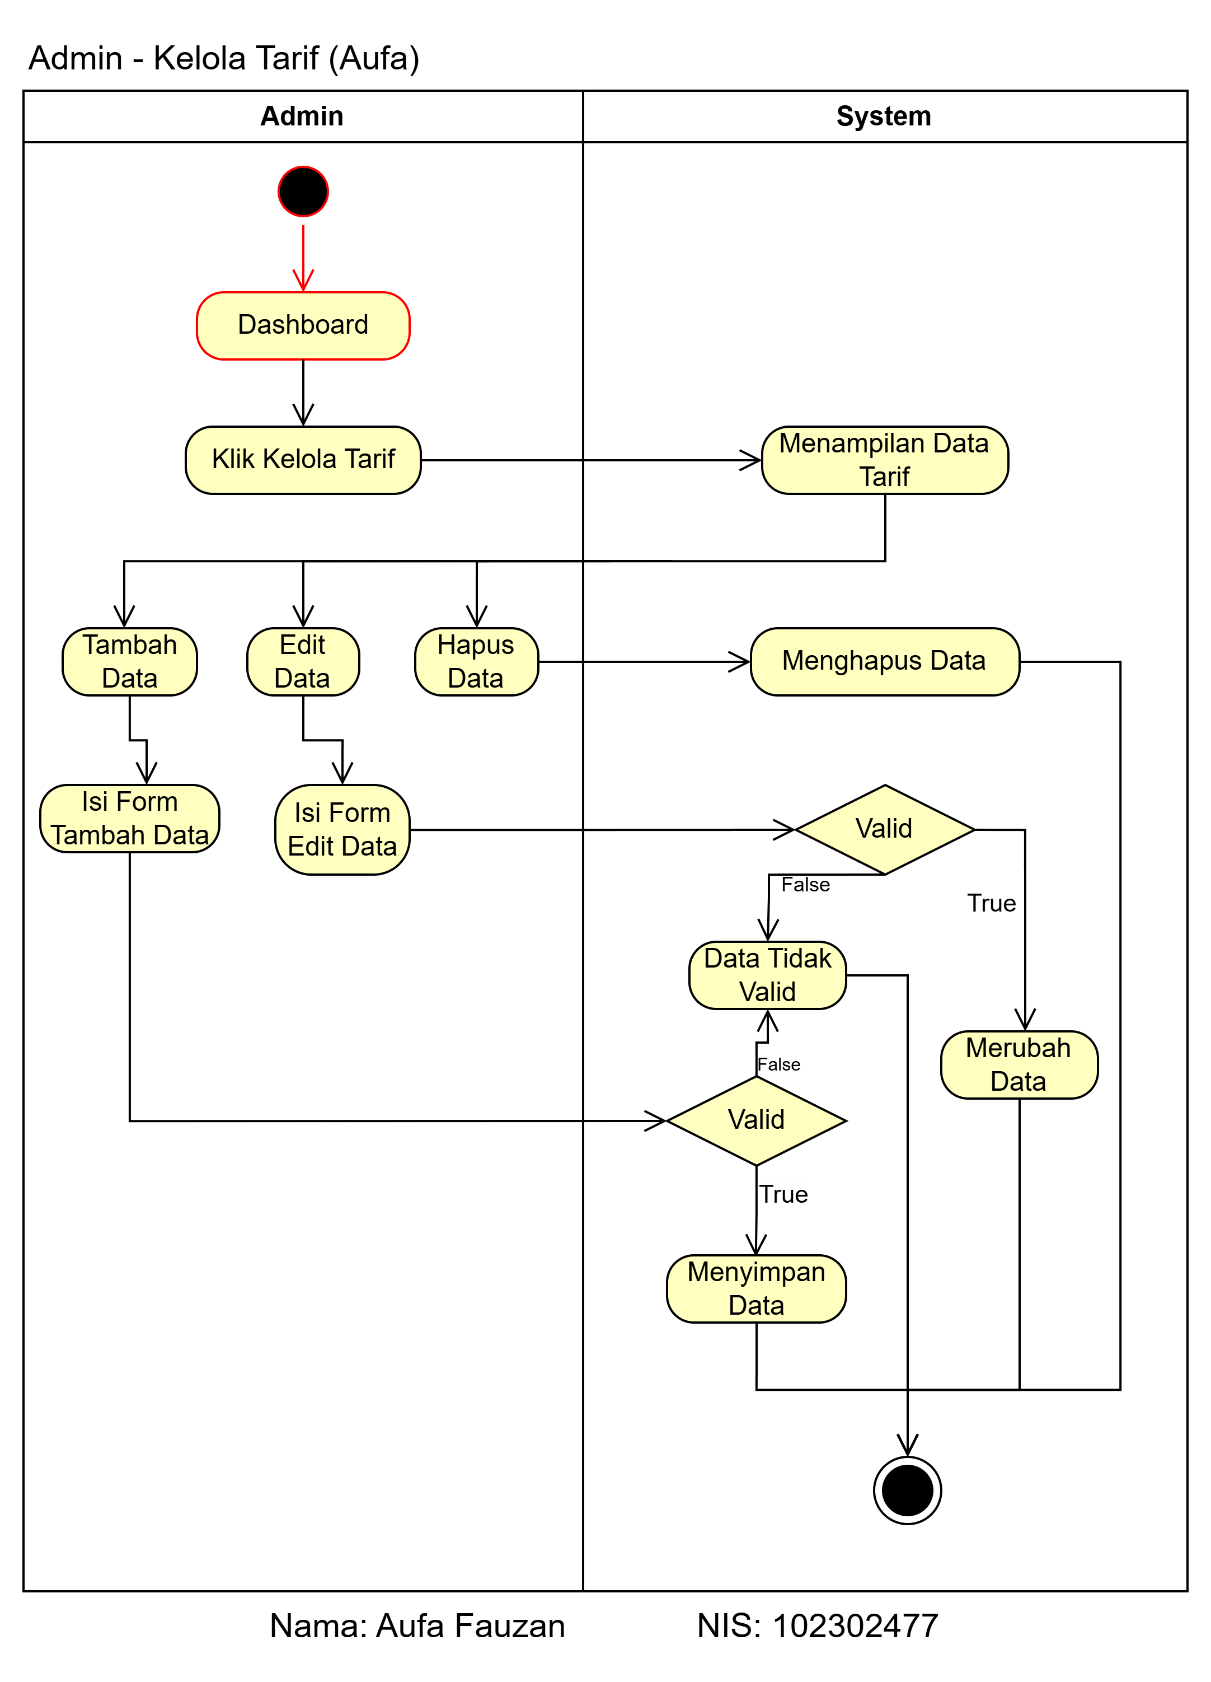 Admin - Kelola Tarif (Aufa)
Admin
System
Dashboard
Klik Kelola Tarif
Menampilan Data
Tarif
Tambah
Data
Edit
Data
Hapus
Data
Menghapus Data
Isi Form
Tambah Data
Isi Form
Edit Data
Valid
False
True
Data Tidak
Valid
Merubah
Data
False
Valid
True
Menyimpan
Data
Nama: Aufa Fauzan
NIS: 102302477